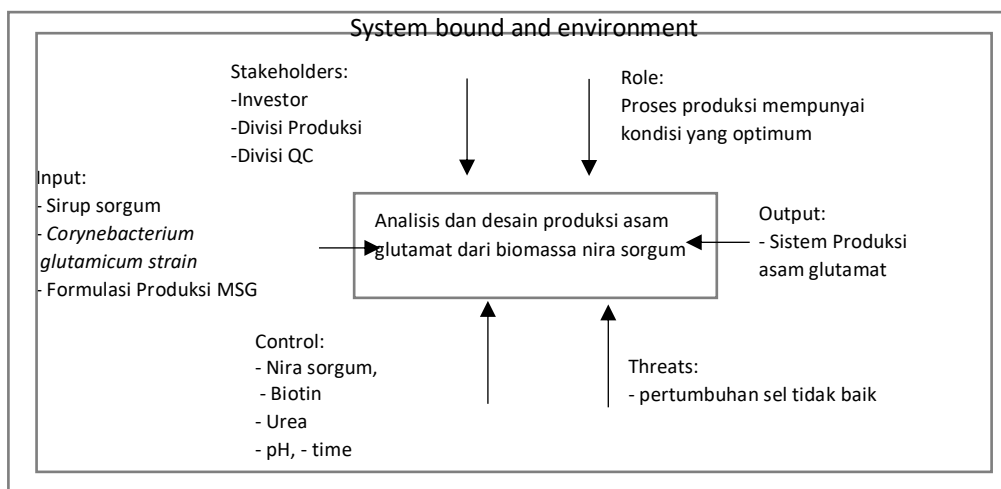 System bound and environment
Stakeholders:
-Investor
-Divisi Produksi
-Divisi QC
Role:
Proses produksi mempunyai
kondisi yang optimum
Input:
- Sirup sorgum
- Corynebacterium
glutamicum strain
- Formulasi Produksi MSG
Analisis dan desain produksi asam
glutamat dari biomassa nira sorgum
Output:
- Sistem Produksi
asam glutamat
Control:
- Nira sorgum,
- Biotin
- Urea
- pH, - time
Threats:
- pertumbuhan sel tidak baik